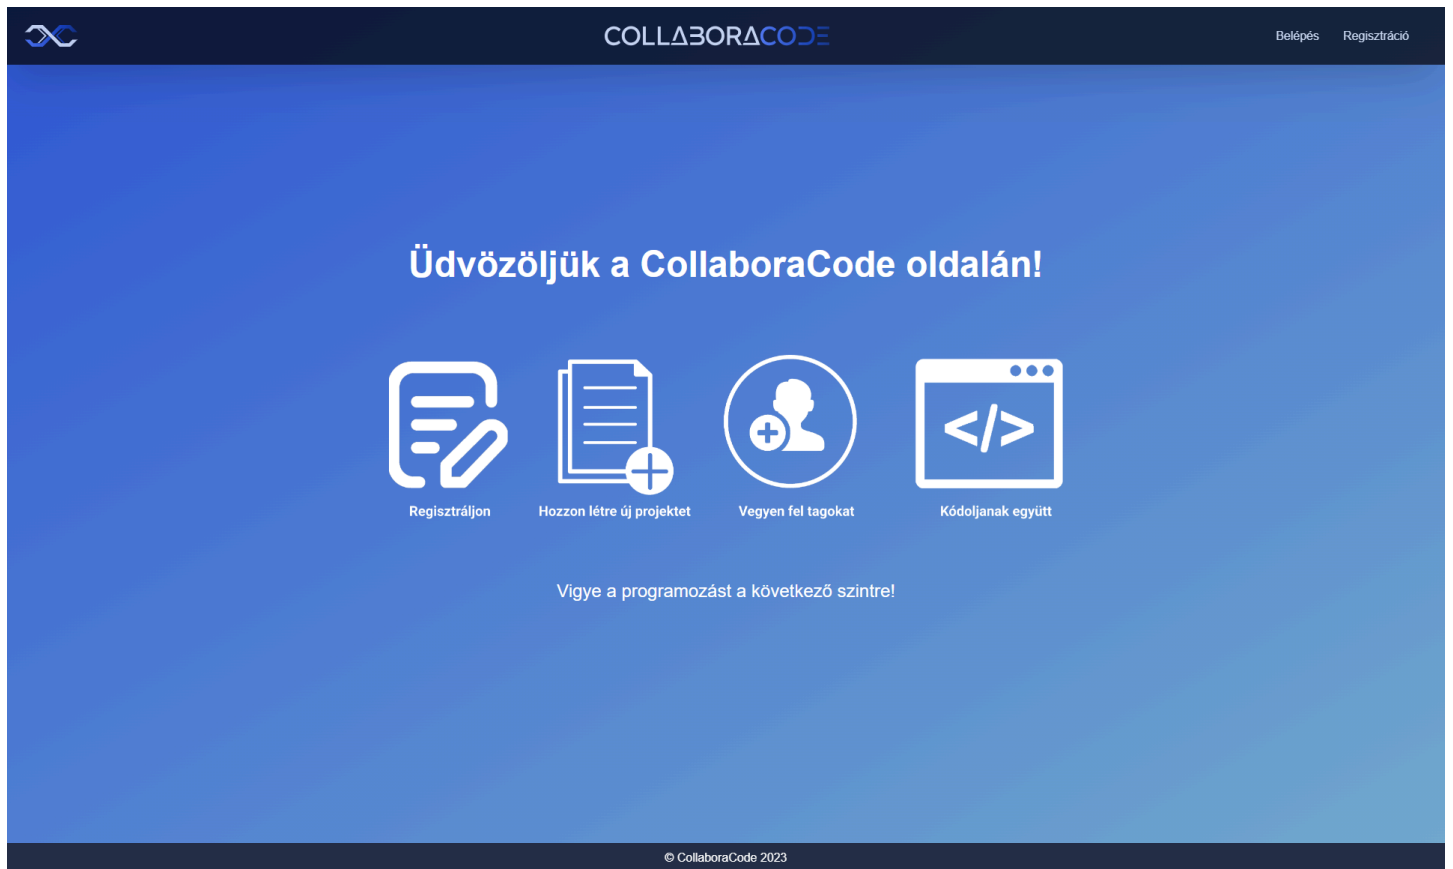 COLLABORACODE
Belépés
Regisztráció
Üdvözöljük a CollaboraCode oldalán!
</>
Regisztráljon
Hozzon létre új projektet
Vegyen fel tagokat
Kódoljanak együtt
Vigye a programozást a következő szintre!
© CollaboraCode 2023